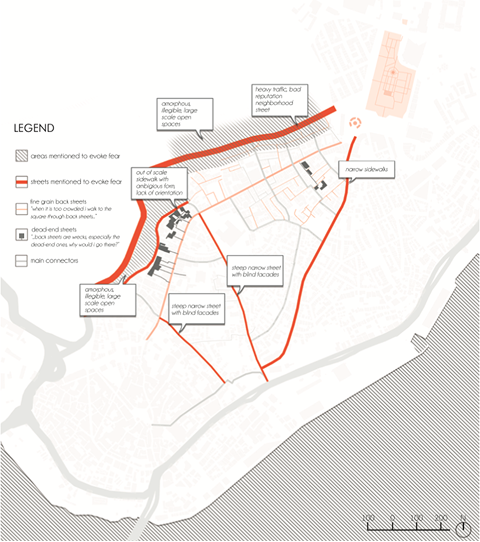 heavy traffic, bad
reputation
neighborhood
street
amorphous,
illegible, large
scale open
spaces
LEGEND
areas mentioned to evoke fear
streets mentioned to evoke fear
fine grain back streets
"when it is too crowded i walk to the
square through back streets,."
dead-end streets
"..back streets are wrecky, especially the
dead-end ones, why would i go there?"
main connectors
out of scale
sidewalk with
ambigious form,
lack of orientation
narrow sidewalks
steep narrow street
with blind facades
amorphous,
illegible, large
scale open
spaces
steep narrow street
with blind facades
100 0 100 200 N